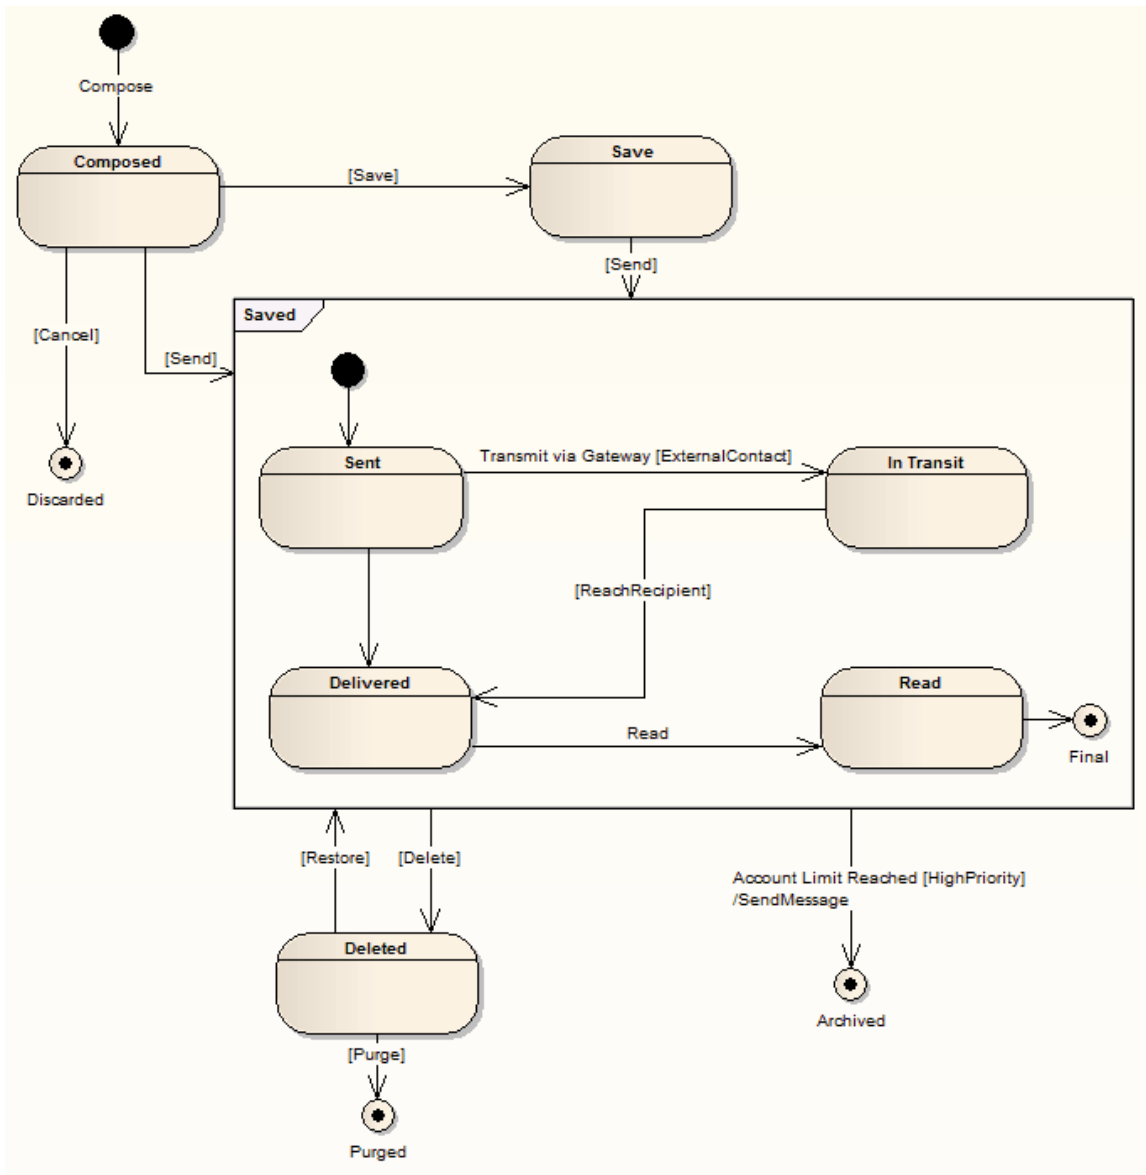 Compose
Composed
Save
[Save]
[Send]
Saved
[Cancel]
[Send]
Sent
Transmit via Gateway [ExternalContact]
In Transit
Discarded
[ReachRecipient]
Delivered
Read
Read
Final
[Restore]
[Delete]
Account Limit Reached [HighPriority]
/SendMessage
Deleted
Archived
[Purge]
Purged